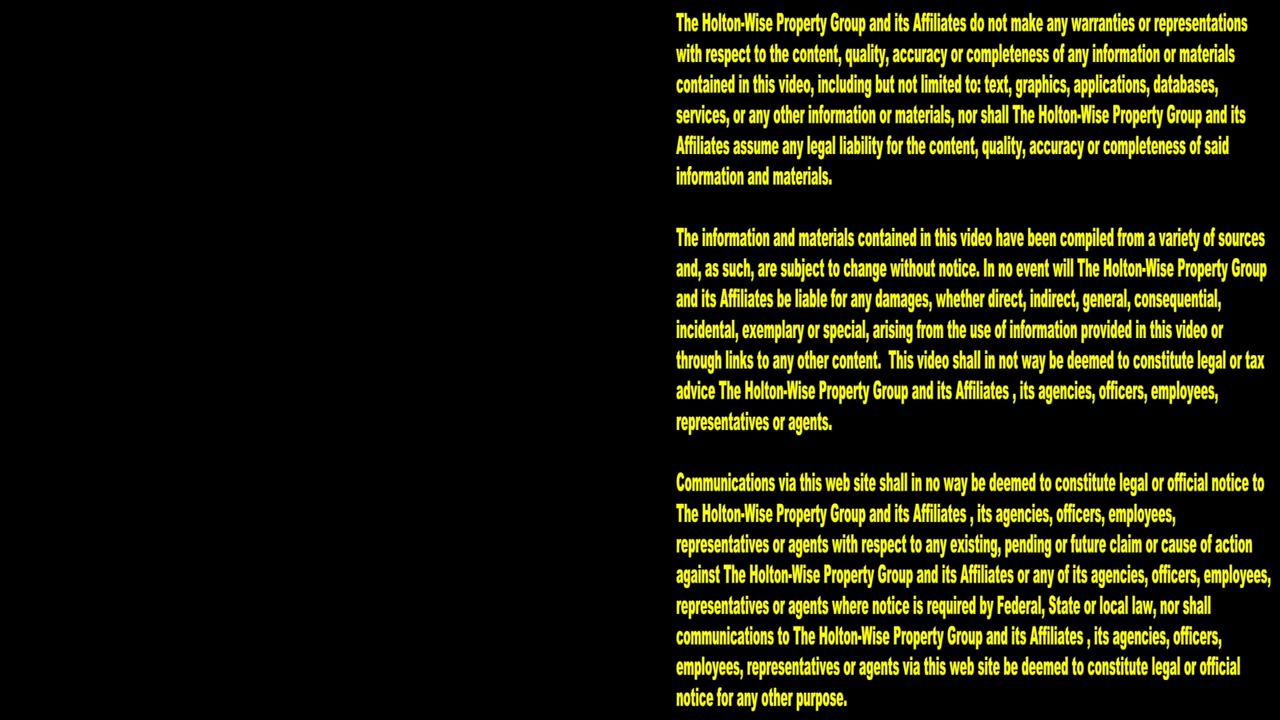 The Holton-Wise Property Group and its Affiliates do not make any warranties or representations
with respect to the content, quality, accuracy or completeness of any information or materials
contained in this video, including but not limited to: text, graphics, applications, databases,
services, or any other information or materials, nor shall The Holton-Wise Property Group and its
Affiliates assume any legal liability for the content, quality, accuracy or completeness of said
information and materials.
The information and materials contained in this video have been compiled from a variety of sources
and, as such, are subject to change without notice. In no event will The Holton-Wise Property Group
and its Affiliates be liable for any damages, whether direct, indirect, general, consequential,
incidental, exemplary or special, arising from the use of information provided in this video or
through links to any other content.  This video shall in not way be deemed to constitute legal or tax
advice The Holton-Wise Property Group and its Affiliates , its agencies, officers, employees,
representatives or agents.
Communications via this web site shall in no way be deemed to constitute legal or official notice to
The Holton-Wise Property Group and its Affiliates , its agencies, officers, employees,
representatives or agents with respect to any existing, pending or future claim or cause of action
against The Holton-Wise Property Group and its Affiliates or any of its agencies, officers, employees,
representatives or agents where notice is required by Federal, State or local law, nor shall
communications to The Holton-Wise Property Group and its Affiliates , its agencies, officers,
employees, representatives or agents via this web site be deemed to constitute legal or official
notice for any other purpose.